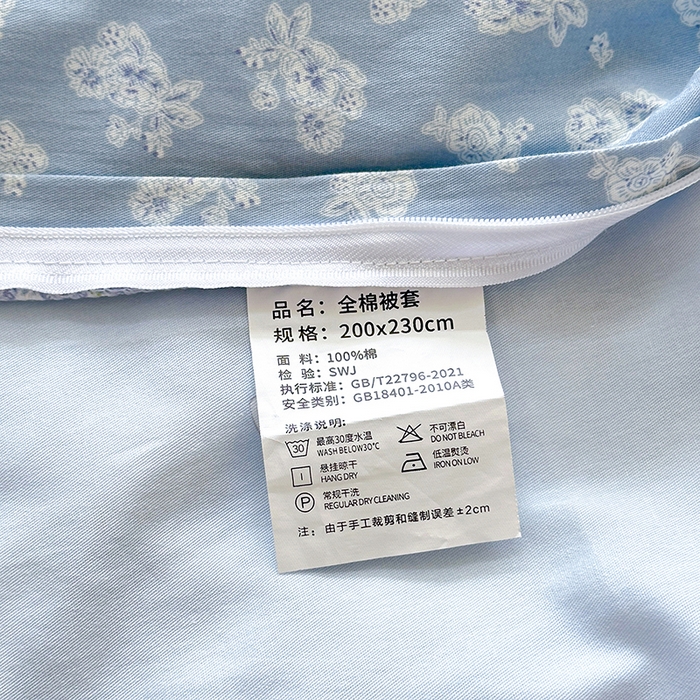 品名：全棉被套
规格：200x230cm
面料：100%棉
检验：SWJ
执行标准：GB/T22796-2021
安全类别：GB18401-2010A类
洗涤说明：
30 最高30度水温 不可漂白
WASH BELOW30°C DO NOT BLEACH
悬挂晾干 低温熨烫
HANG DRY IRON ON LOW
P 常规干洗
REGULAR DRY CLEANING
注：由于手工裁剪和缝制误差±2cm